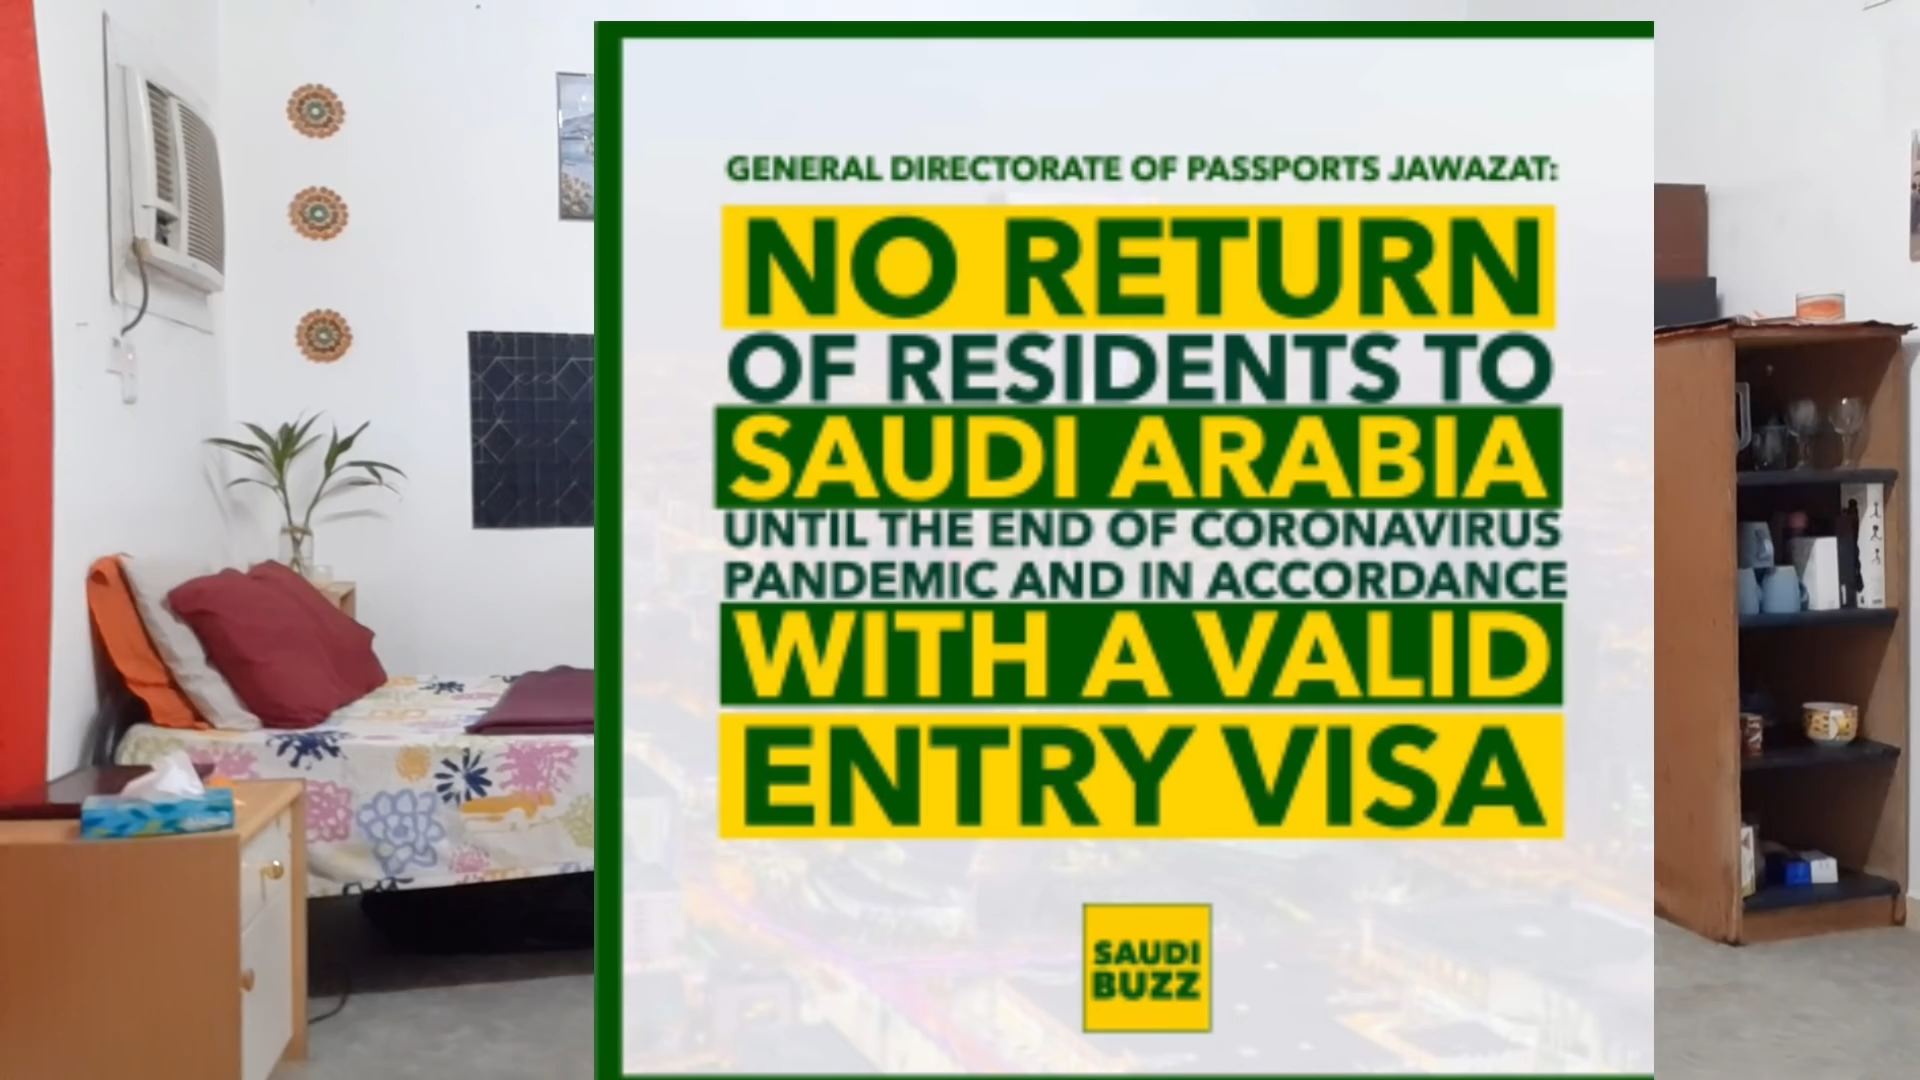 GENERAL DIRECTORATE OF PASSPORTS JAWAZAT:
NO RETURN
OF RESIDENTS TO
SAUDI ARABIA
UNTIL THE END OF CORONAVIRUS
PANDEMIC AND IN ACCORDANCE
WITH A VALID
ENTRY VISA
SAUDI
BUZZ